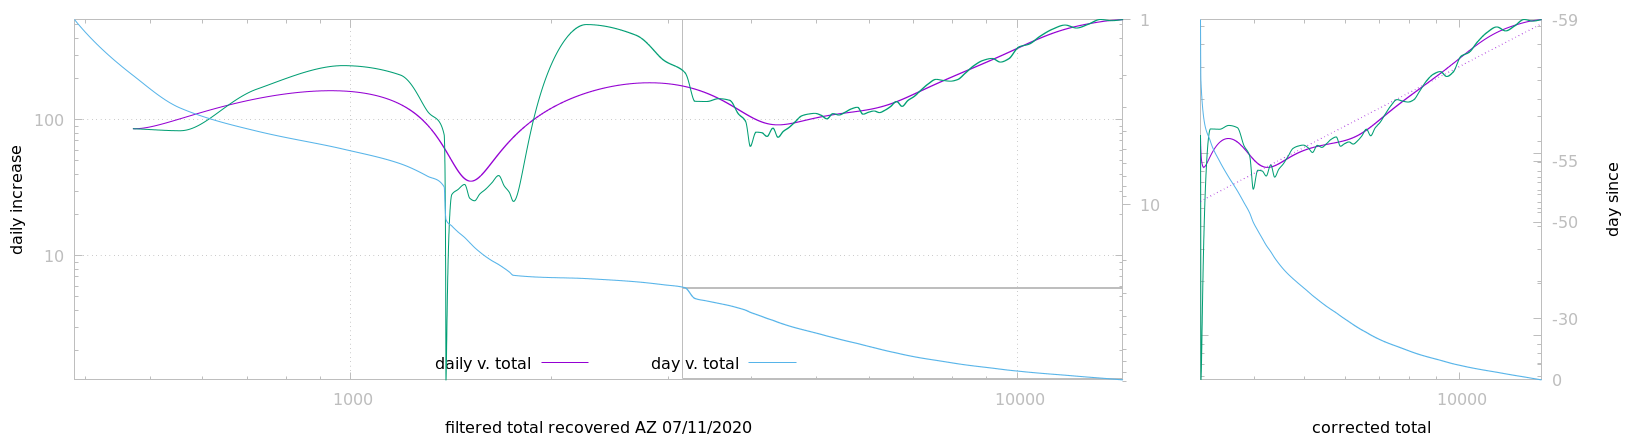 daily increase
100
10
1000
10000
daily v. total
day v. total
filtered total recovered AZ 07/11/2020
1
10
10000
corrected total
-59
-55
-50
-30
0
day since